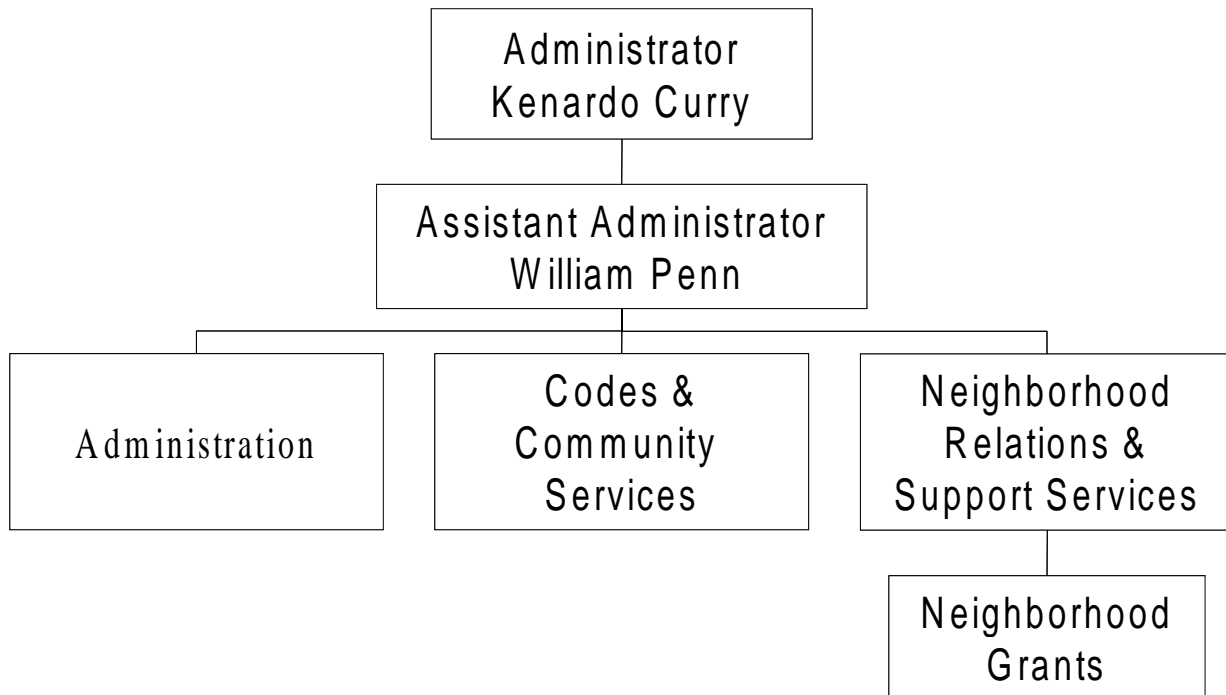 Administrator
Kenardo Curry
Assistant Administrator
William Penn
Administration
Codes &
Community
Services
Neighborhood
Relations &
Support Services
Neighborhood
Grants